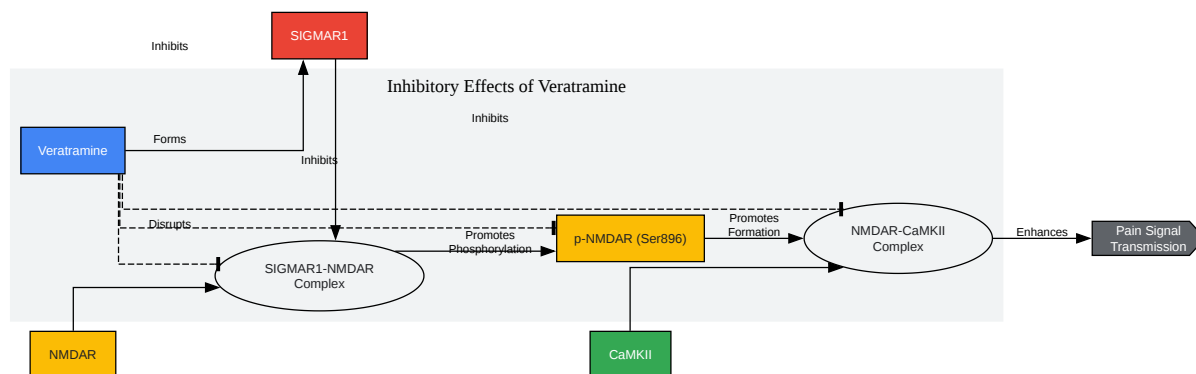 SIGMAR1
Inhibits
Inhibitory Effects of Veratramine
Inhibits
Veratramine
Forms
Inhibits
Disrupts
Promotes
Phosphorylation
p-NMDAR (Ser896)
Promotes
Formation
NMDAR-CaMKII
Complex
Enhances
Pain Signal
Transmission
SIGMAR1-NMDAR
Complex
NMDAR
CaMKII